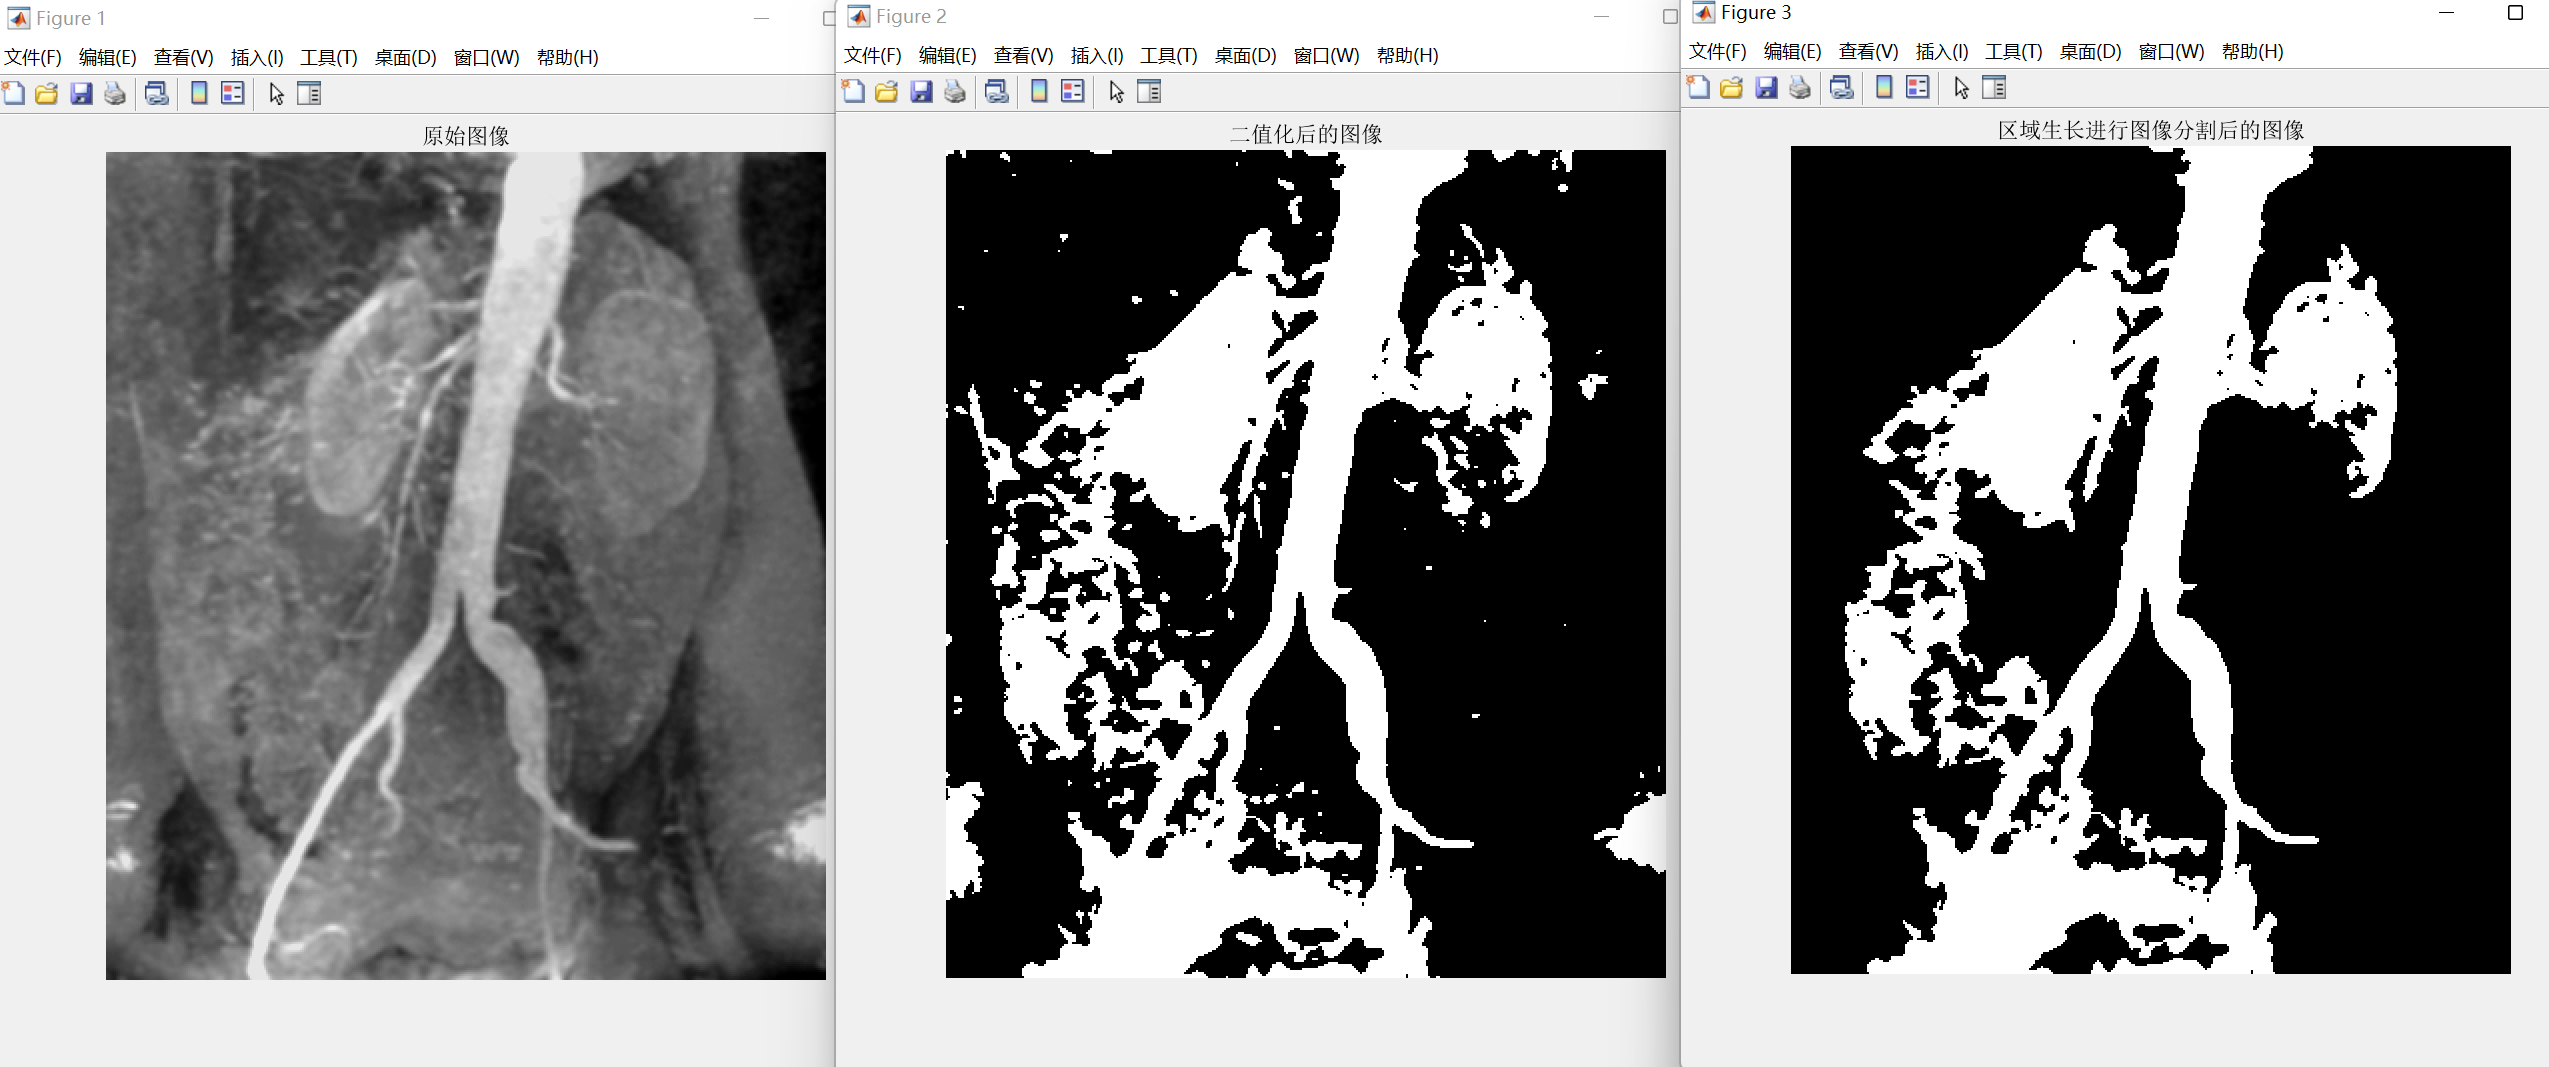 Figure 1
文件(F) 编辑(E) 查看(V) 插入(I) 工具(T) 桌面(D) 窗口(W) 帮助(H)
原始图像
Figure 2
文件(F) 编辑(E) 查看(V) 插入(I) 工具(T) 桌面(D) 窗口(W) 帮助(H)
二值化后的图像
Figure 3
文件(F) 编辑(E) 查看(V) 插入(I) 工具(T) 桌面(D) 窗口(W) 帮助(H)
区域生长进行图像分割后的图像